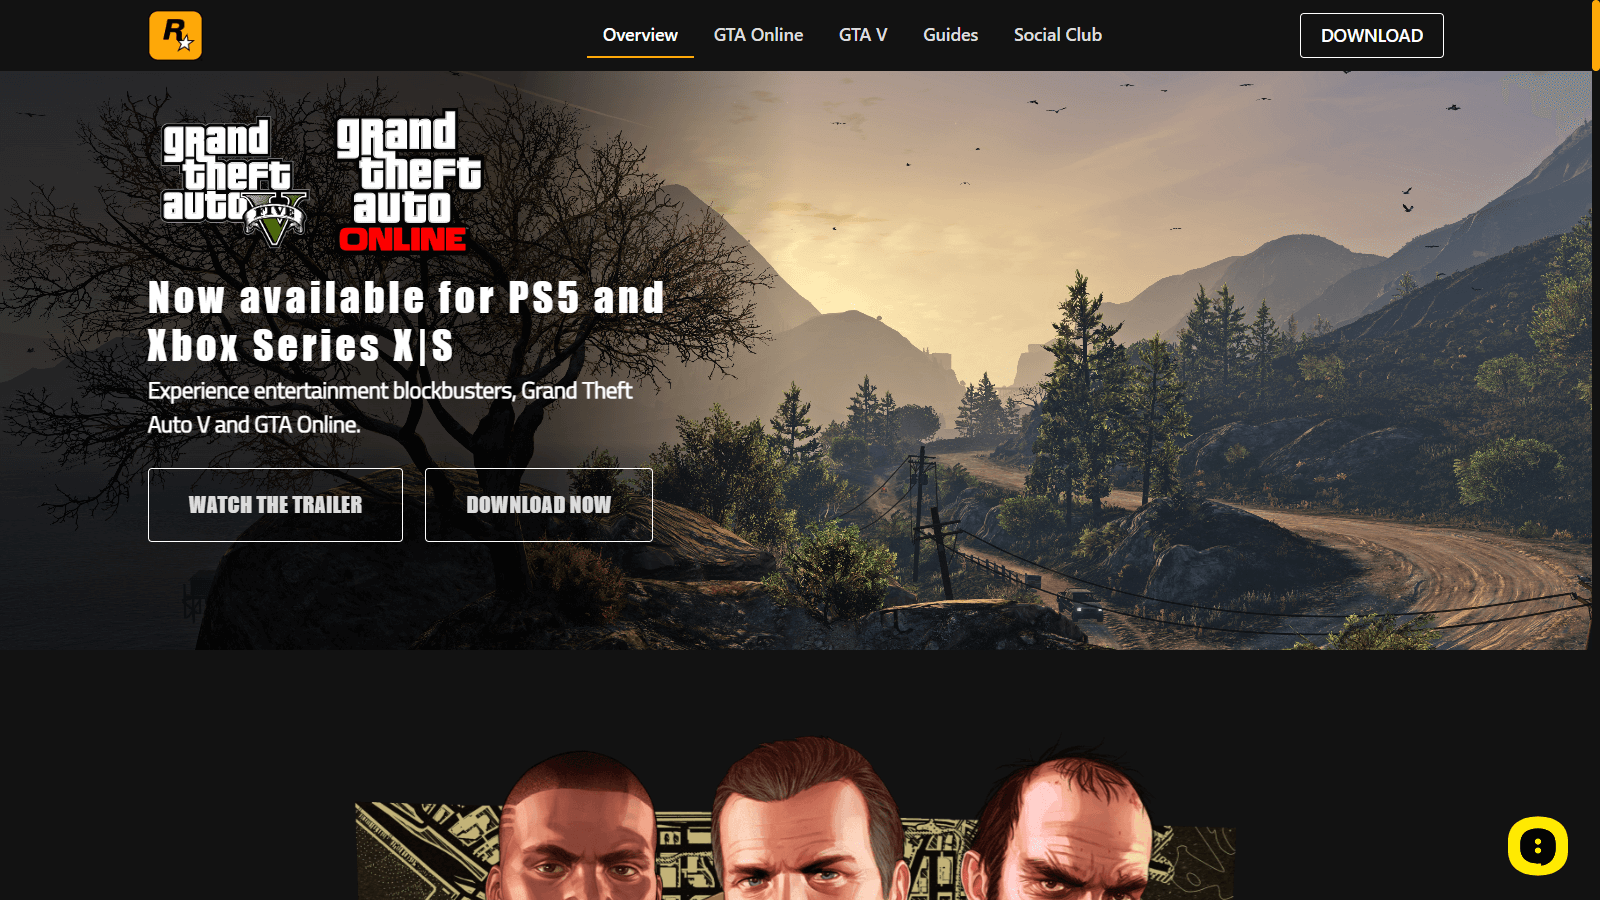 R
Overview
GTA Online
GTA V
Guides
Social Club
DOWNLOAD
grand
theft
auto
FIVE
V
grand
theft
auto
ONLINE
Now available for PS5 and
Xbox Series X|S
Experience entertainment blockbusters, Grand Theft
Auto V and GTA Online.
WATCH THE TRAILER
DOWNLOAD NOW